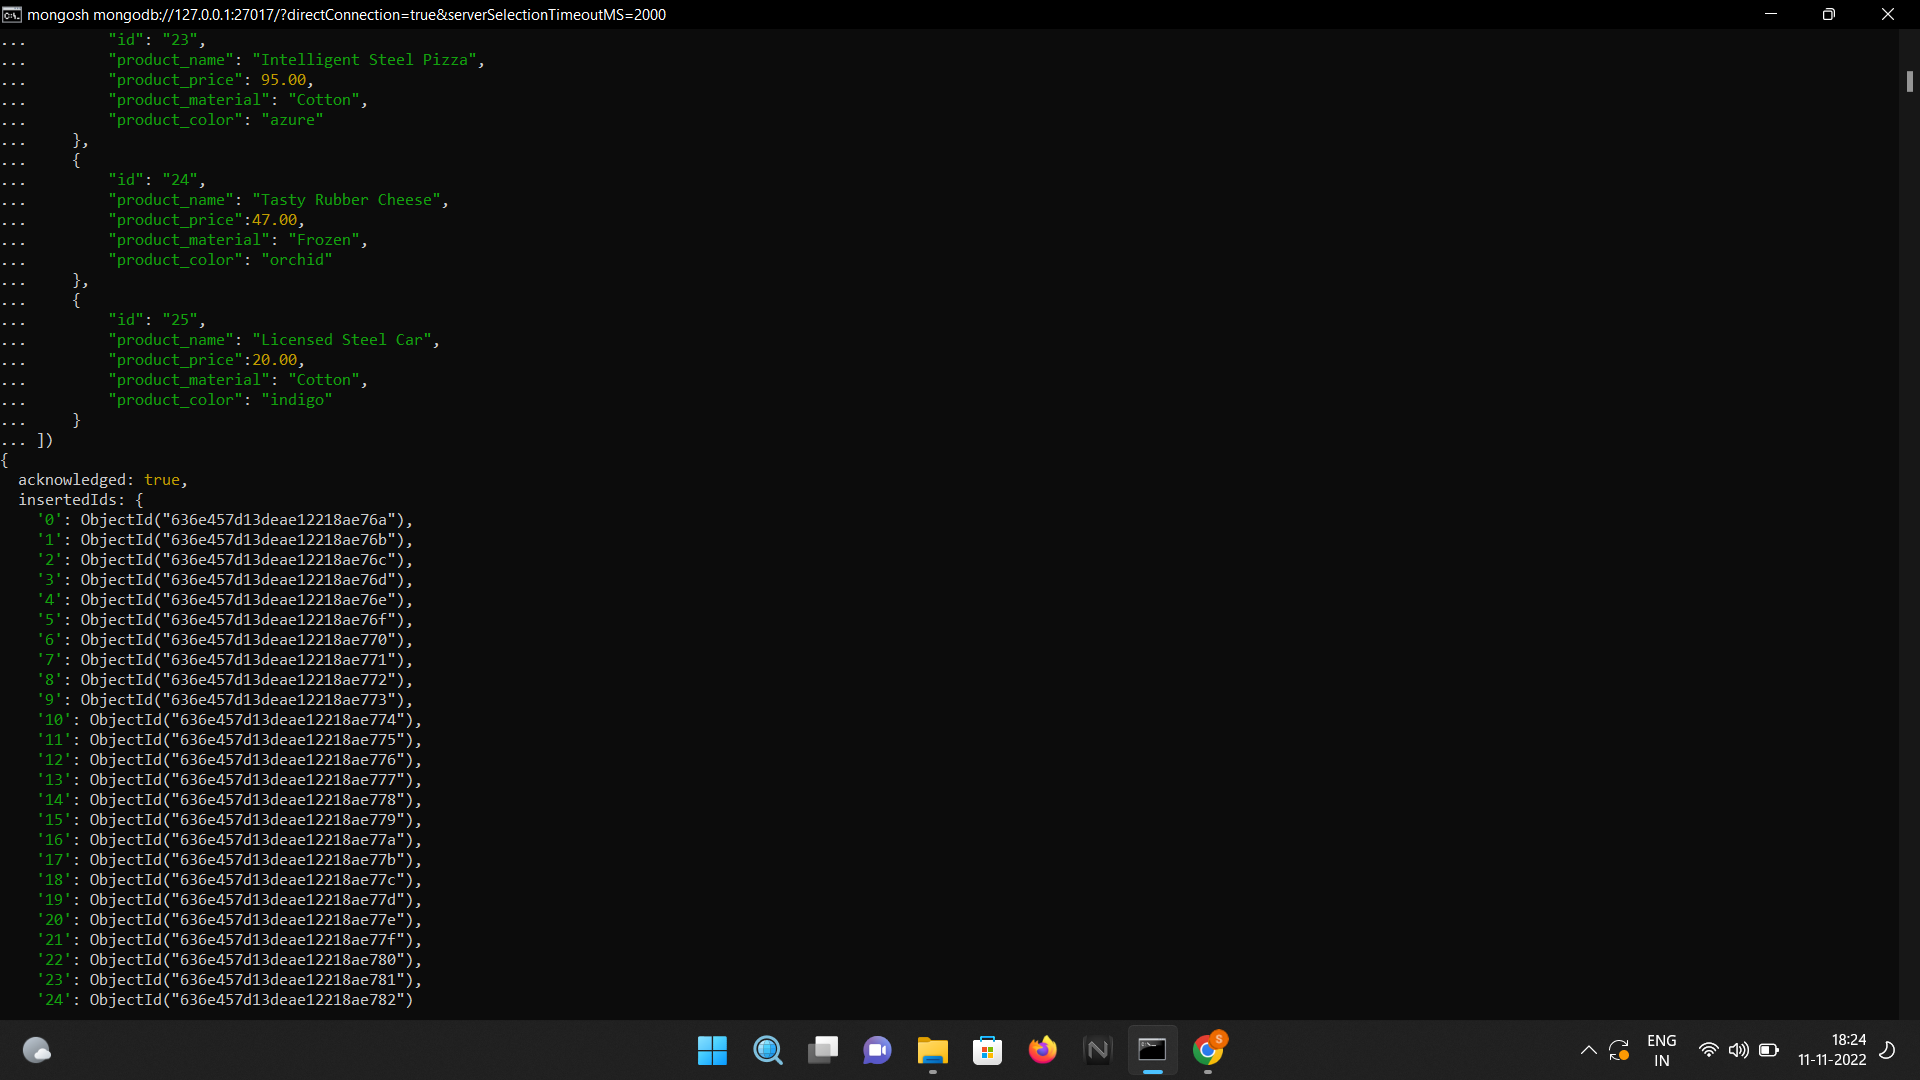 mongosh mongodb://127.0.0.1:27017/?directConnection=true&serverSelectionTimeoutMS=2000
...         "id": "23",
...         "product_name": "Intelligent Steel Pizza",
...         "product_price": 95.00,
...         "product_material": "Cotton",
...         "product_color": "azure"
...     },
...     {
...         "id": "24",
...         "product_name": "Tasty Rubber Cheese",
...         "product_price":47.00,
...         "product_material": "Frozen",
...         "product_color": "orchid"
...     },
...     {
...         "id": "25",
...         "product_name": "Licensed Steel Car",
...         "product_price":20.00,
...         "product_material": "Cotton",
...         "product_color": "indigo"
...     }
... ])
{
  acknowledged: true,
  insertedIds: {
    '0': ObjectId("636e457d13deae12218ae76a"),
    '1': ObjectId("636e457d13deae12218ae76b"),
    '2': ObjectId("636e457d13deae12218ae76c"),
    '3': ObjectId("636e457d13deae12218ae76d"),
    '4': ObjectId("636e457d13deae12218ae76e"),
    '5': ObjectId("636e457d13deae12218ae76f"),
    '6': ObjectId("636e457d13deae12218ae770"),
    '7': ObjectId("636e457d13deae12218ae771"),
    '8': ObjectId("636e457d13deae12218ae772"),
    '9': ObjectId("636e457d13deae12218ae773"),
    '10': ObjectId("636e457d13deae12218ae774"),
    '11': ObjectId("636e457d13deae12218ae775"),
    '12': ObjectId("636e457d13deae12218ae776"),
    '13': ObjectId("636e457d13deae12218ae777"),
    '14': ObjectId("636e457d13deae12218ae778"),
    '15': ObjectId("636e457d13deae12218ae779"),
    '16': ObjectId("636e457d13deae12218ae77a"),
    '17': ObjectId("636e457d13deae12218ae77b"),
    '18': ObjectId("636e457d13deae12218ae77c"),
    '19': ObjectId("636e457d13deae12218ae77d"),
    '20': ObjectId("636e457d13deae12218ae77e"),
    '21': ObjectId("636e457d13deae12218ae77f"),
    '22': ObjectId("636e457d13deae12218ae780"),
    '23': ObjectId("636e457d13deae12218ae781"),
    '24': ObjectId("636e457d13deae12218ae782")
S
ENG
IN
18:24
11-11-2022